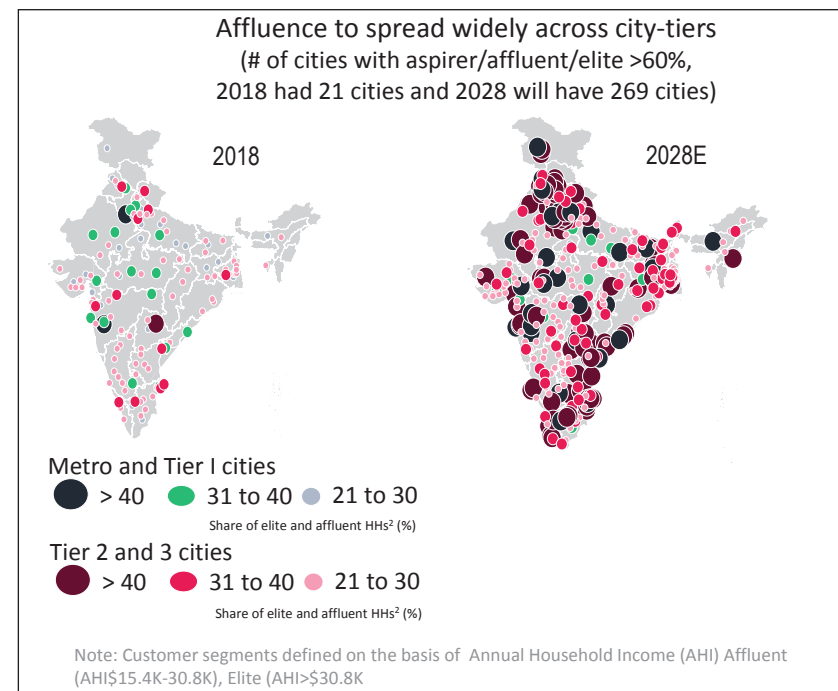 Affluence to spread widely across city-tiers
(# of cities with aspirer/affluent/elite >60%,
2018 had 21 cities and 2028 will have 269 cities)
2018
2028E
Metro and Tier I cities
> 40 31 to 40 21 to 30
Share of elite and affluent HHs² (%)
Tier 2 and 3 cities
> 40 31 to 40 21 to 30
Share of elite and affluent HHs² (%)
Note: Customer segments defined on the basis of Annual Household Income (AHI) Affluent
(AHI$15.4K-30.8K), Elite (AHI>$30.8K